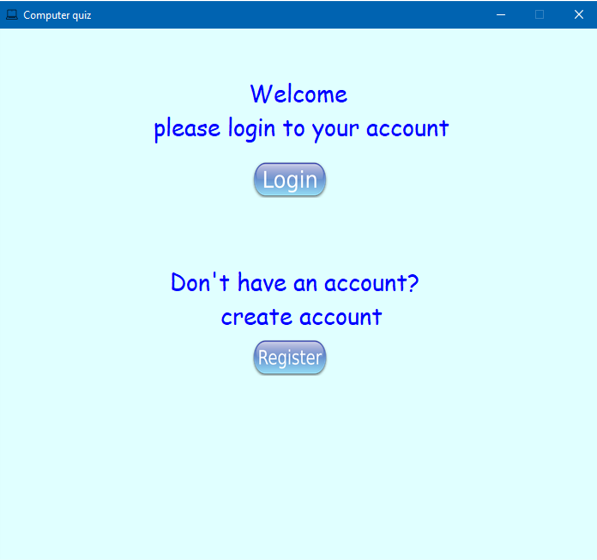 Computer quiz
Welcome
please login to your account
Login
Don't have an account?
create account
Register